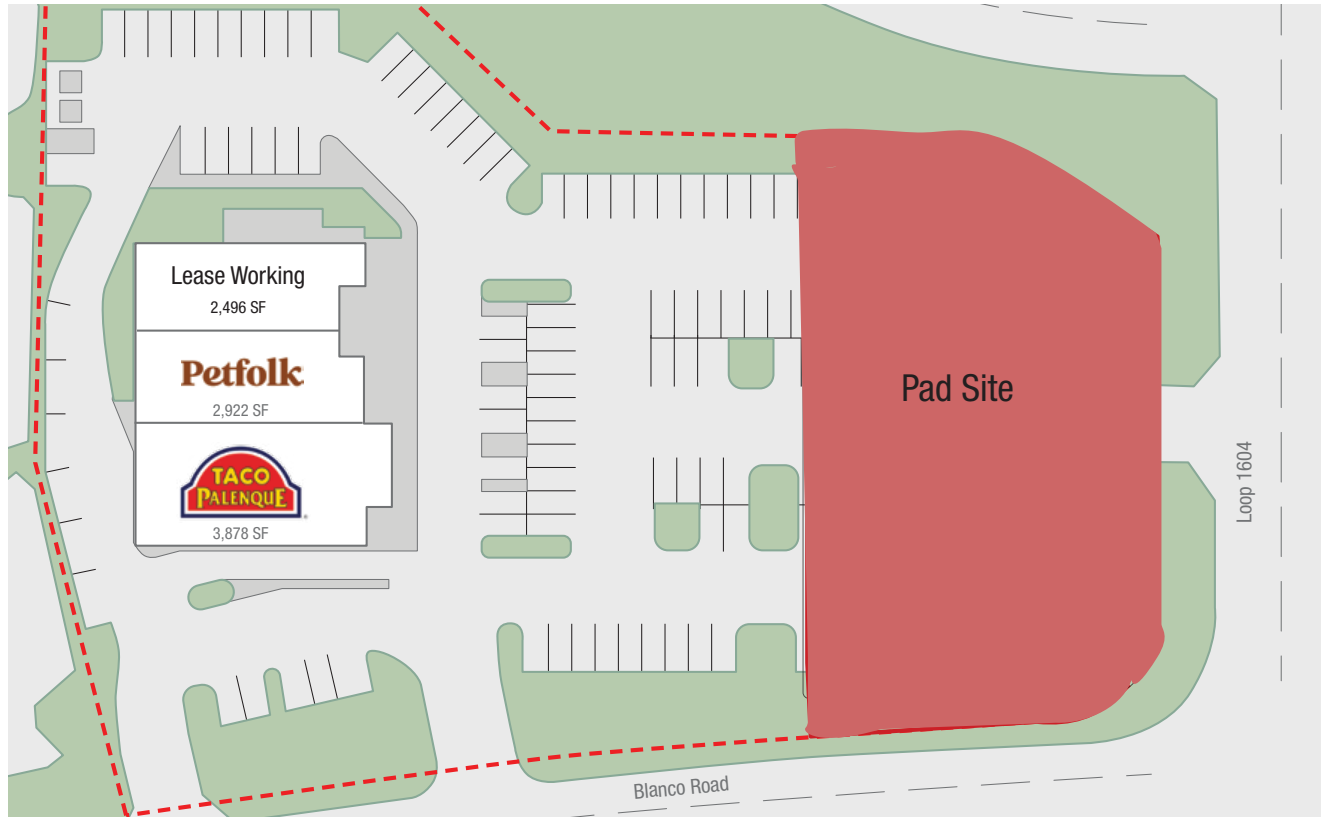 Lease Working
2,496 SF
Petfolk
2,922 SF
TACO
PALENQUE
3,878 SF
Pad Site
Loop 1604
Blanco Road